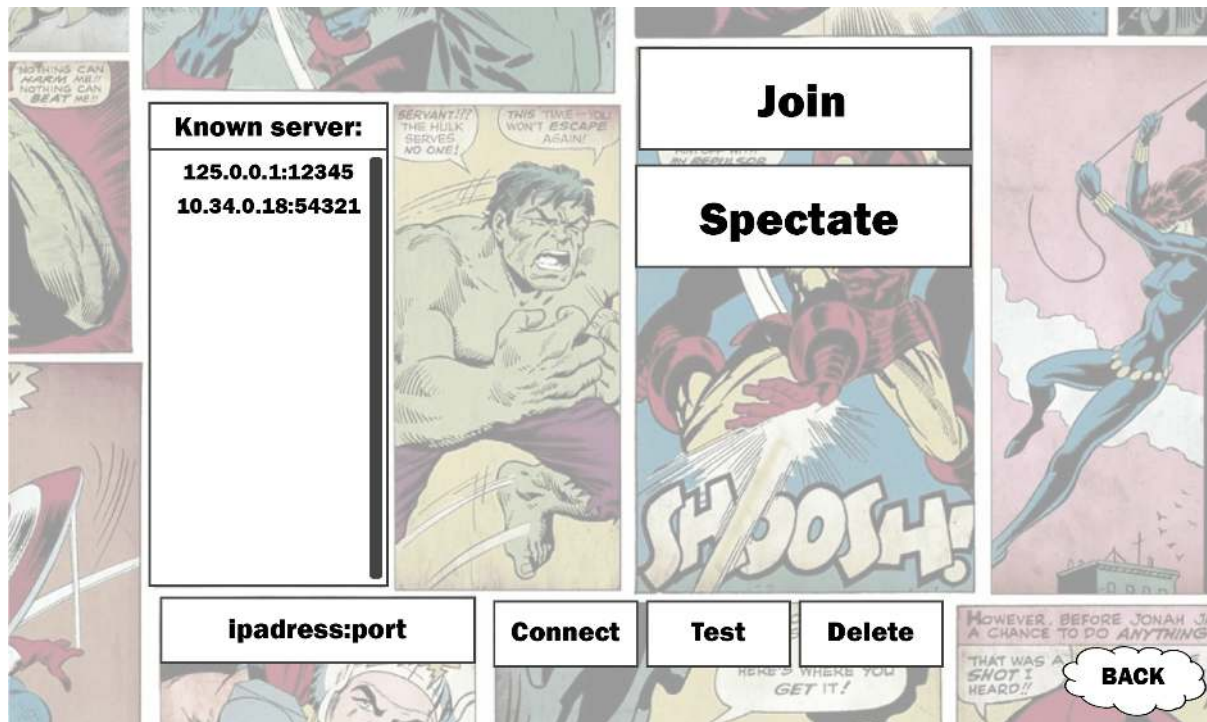 NOTHING CAN
HARM ME!!
NOTHING CAN
BEAT ME!!
Known server:
125.0.0.1:12345
10.34.0.18:54321
SERVANT!!?
THE HULK
SERVES
NO ONE!
THIS TIME--YOU
WON'T ESCAPE
AGAIN!
Join
MY REPULSOR
Spectate
SHOOSH!
ipadress:port
Connect
Test
Delete
HERE'S WHERE YOU
GET IT!
HOWEVER, BEFORE JONAH
A CHANCE TO DO ANYTHING
THAT WAS A
SHOT I
HEARD!!
BACK